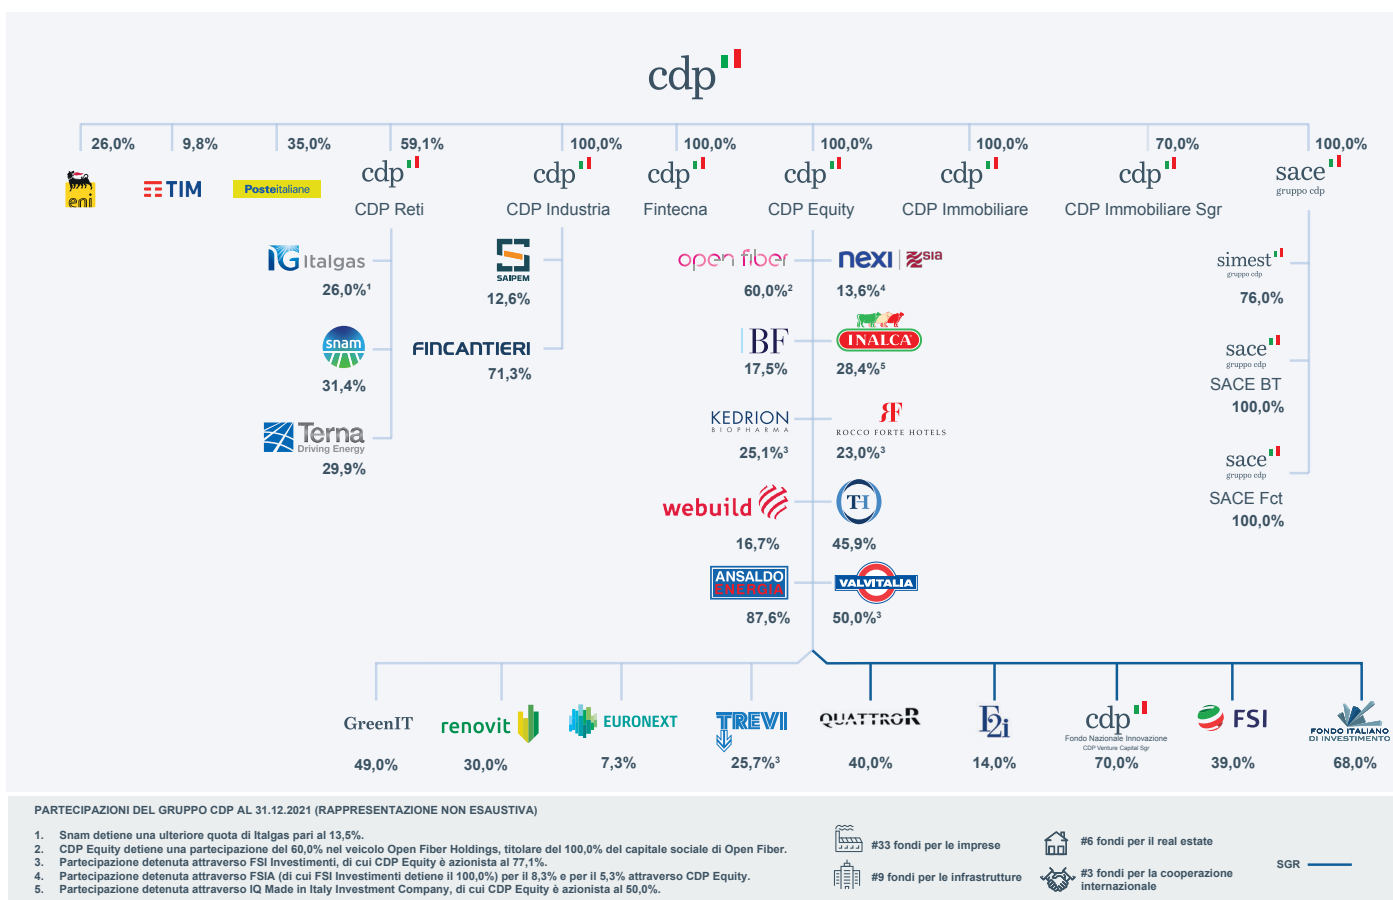 cdp
26,0% 9,8% 35,0% 59,1% 100,0% 100,0% 100,0% 100,0% 70,0% 100,0%
eni TIM Posteitaliane cdp cdp cdp cdp cdp cdp sace
gruppo cdp
CDP Reti CDP Industria Fintecna CDP Equity CDP Immobiliare CDP Immobiliare Sgr
IG Italgas
26,0%¹
snam
31,4%
Terna
Driving Energy
29,9%
SAIPEM
12,6%
FINCANTIERI
71,3%
open fiber
60,0%²
nexi SIA
13,6%⁴
BF
17,5%
INALCA
28,4%⁵
KEDRION
BIOPHARMA
25,1%³
RF
ROCCO FORTE HOTELS
23,0%³
webuild
16,7%
TH
45,9%
ANSALDO
ENERGIA
87,6%
VALVITALIA
50,0%³
simest
gruppo cdp
76,0%
sace
gruppo cdp
SACE BT
100,0%
sace
gruppo cdp
SACE Fct
100,0%
GreenIT
49,0%
renovit
30,0%
EURONEXT
7,3%
TREVI
25,7%³
QUATTROR
40,0%
F2i
14,0%
cdp
Fondo Nazionale Innovazione
CDP Venture Capital Sgr
70,0%
FSI
39,0%
FONDO ITALIANO
DI INVESTIMENTO
68,0%
PARTECIPAZIONI DEL GRUPPO CDP AL 31.12.2021 (RAPPRESENTAZIONE NON ESAUSTIVA)
1. Snam detiene una ulteriore quota di Italgas pari al 13,5%.
2. CDP Equity detiene una partecipazione del 60,0% nel veicolo Open Fiber Holdings, titolare del 100,0% del capitale sociale di Open Fiber.
3. Partecipazione detenuta attraverso FSI Investimenti, di cui CDP Equity è azionista al 77,1%.
4. Partecipazione detenuta attraverso FSIA (di cui FSI Investimenti detiene il 100,0%) per il 8,3% e per il 5,3% attraverso CDP Equity.
5. Partecipazione detenuta attraverso IQ Made in Italy Investment Company, di cui CDP Equity è azionista al 50,0%.
#33 fondi per le imprese
#9 fondi per le infrastrutture
#6 fondi per il real estate
#3 fondi per la cooperazione
internazionale
SGR